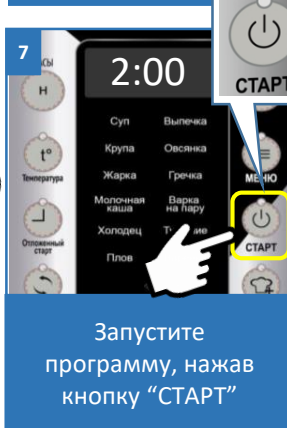 СТАРТ
7
Н
2:00
Суп Выпечка
Крупа Овсянка
t°
Температура
Жарка Гречка
МЕНЮ
Молочная Варка
каша на пару
Холодец
Отложенный
старт
СТАРТ
Плов
Запустите
программу, нажав
кнопку “СТАРТ”